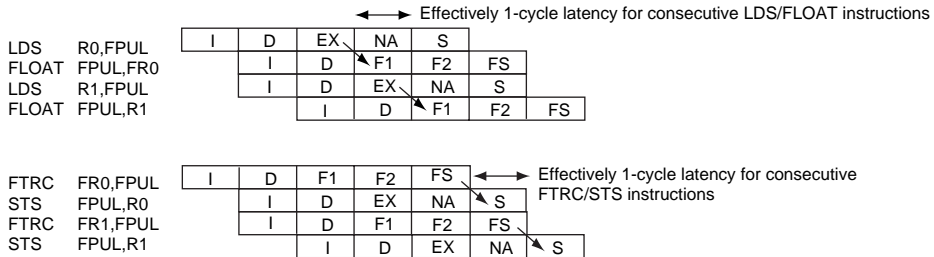 Effectively 1-cycle latency for consecutive LDS/FLOAT instructions
LDS R0,FPUL I D EX NA S
FLOAT FPUL,FR0 I D F1 F2 FS
LDS R1,FPUL I D EX NA S
FLOAT FPUL,R1 I D F1 F2 FS
Effectively 1-cycle latency for consecutive
FTRC/STS instructions
FTRC FR0,FPUL I D F1 F2 FS
STS FPUL,R0 I D EX NA S
FTRC FR1,FPUL I D F1 F2 FS
STS FPUL,R1 I D EX NA S